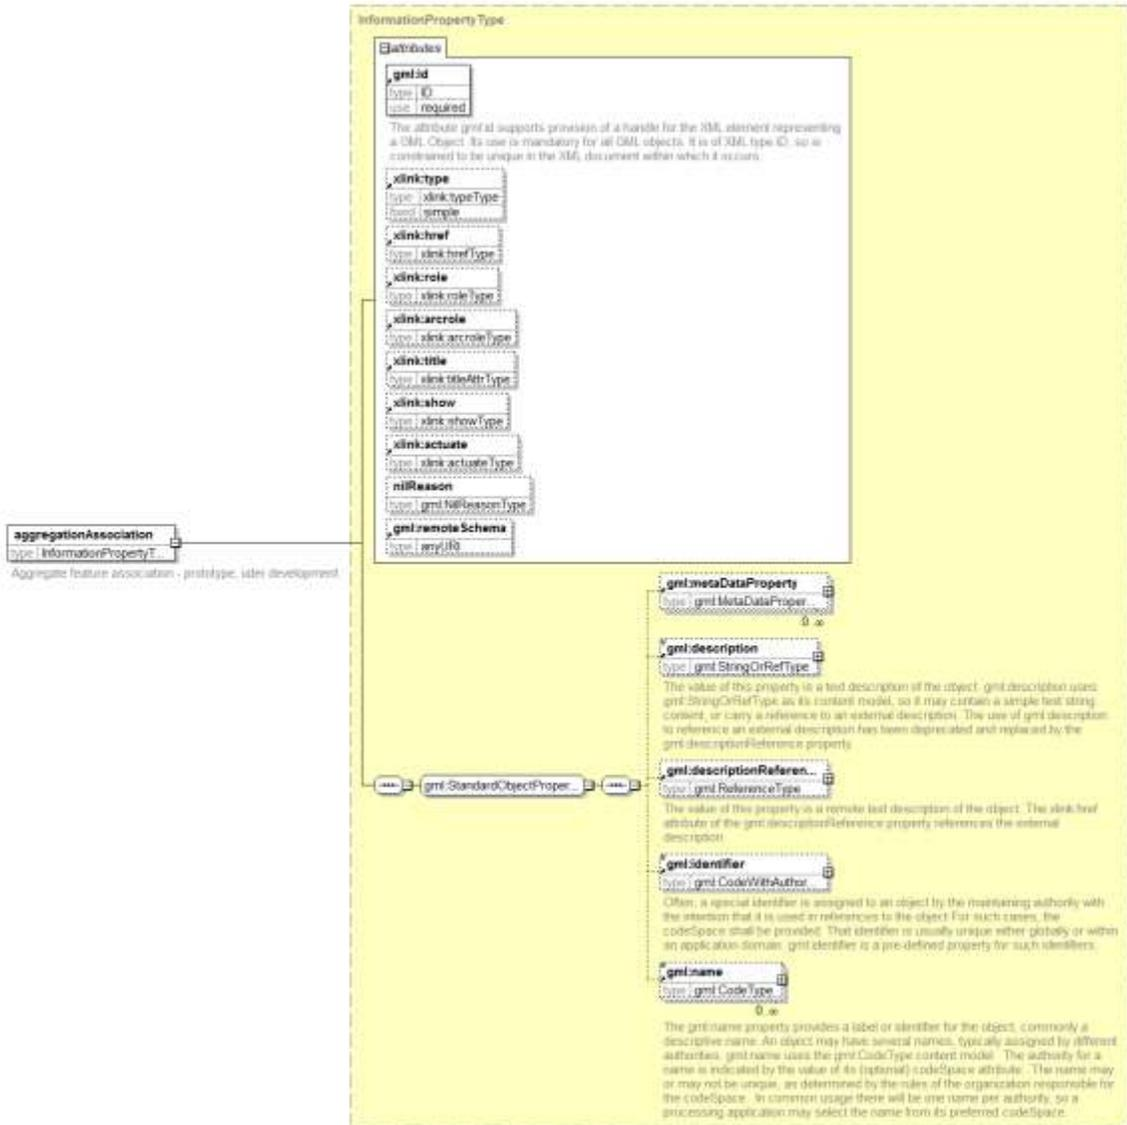 InformationPropertyType
attributes
gml:id
type ID
use required
The attribute gml:id supports provision of a handle for the XML element representing
a GML Object. Its use is mandatory for all GML objects. It is of XML type ID, so is
constrained to be unique in the XML document within which it occurs.
xlink:type
type xlink:typeType
fixed simple
xlink:href
type xlink:hrefType
xlink:role
type xlink:roleType
xlink:arcrole
type xlink:arcroleType
xlink:title
type xlink:titleAttrType
xlink:show
type xlink:showType
xlink:actuate
type xlink:actuateType
nilReason
type gml:NilReasonType
gml:remoteSchema
type anyURI
aggregationAssociation
type InformationPropertyT...
Aggregate feature association - prototype, uder development
gml:metaDataProperty
type gml:MetaDataProper...
0..∞
gml:description
type gml:StringOrRefType
The value of this property is a text description of the object. gml:description uses
gml:StringOrRefType as its content model, so it may contain a simple text string
content, or carry a reference to an external description. The use of gml:description
to reference an external description has been deprecated and replaced by the
gml:descriptionReference property.
gml:StandardObjectProper...
gml:descriptionReferen...
type gml:ReferenceType
The value of this property is a remote text description of the object. The xlink:href
attribute of the gml:descriptionReference property references the external
description.
gml:identifier
type gml:CodeWithAuthor...
Often, a special identifier is assigned to an object by the maintaining authority with
the intention that it is used in references to the object For such cases, the
codeSpace shall be provided. That identifier is usually unique either globally or within
an application domain. gml:identifier is a pre-defined property for such identifiers.
gml:name
type gml:CodeType
0..∞
The gml:name property provides a label or identifier for the object, commonly a
descriptive name. An object may have several names, typically assigned by different
authorities. gml:name uses the gml:CodeType content model. The authority for a
name is indicated by the value of its (optional) codeSpace attribute. The name may
or may not be unique, as determined by the rules of the organization responsible for
the codeSpace. In common usage there will be one name per authority, so a
processing application may select the name from its preferred codeSpace.